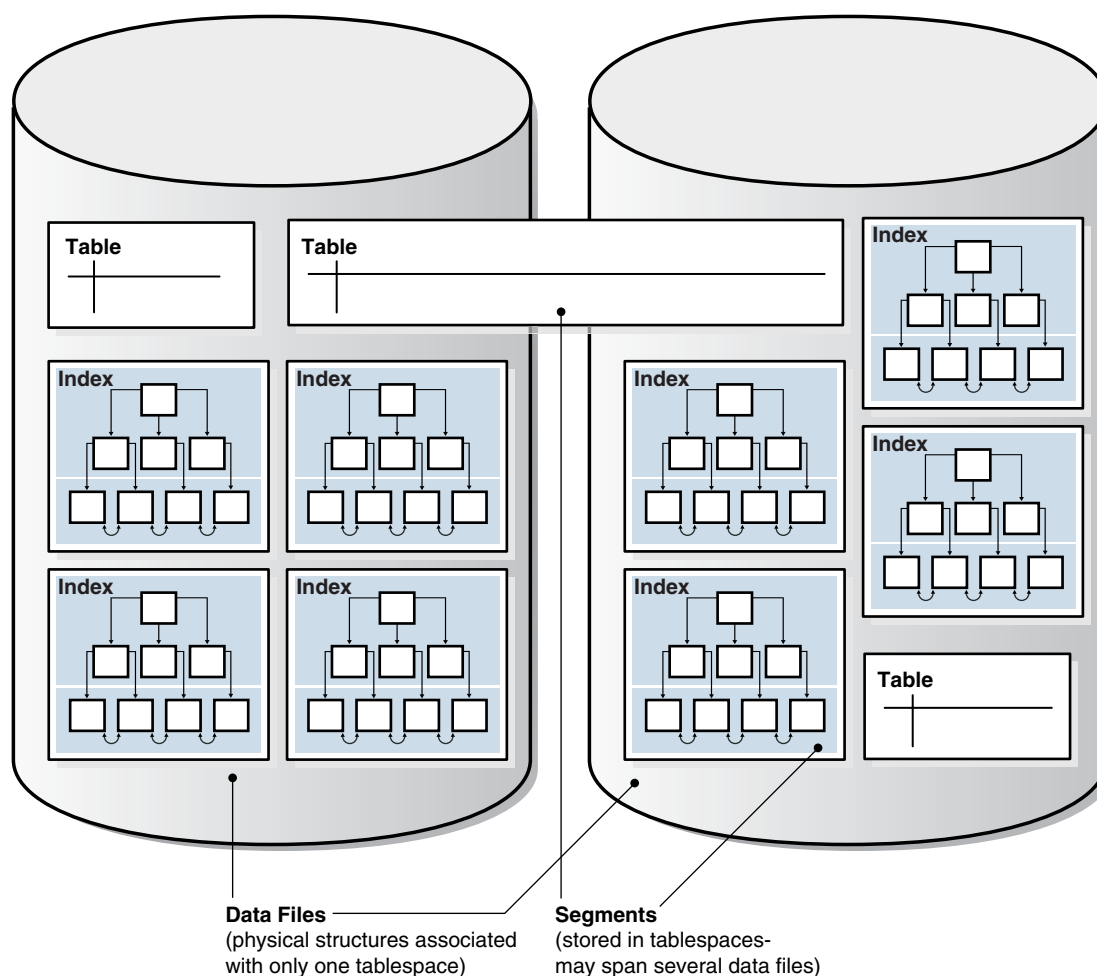 Table
Table
Index
Index
Index
Index
Index
Index
Index
Index
Table
Data Files
(physical structures associated
with only one tablespace)
Segments
(stored in tablespaces-
may span several data files)